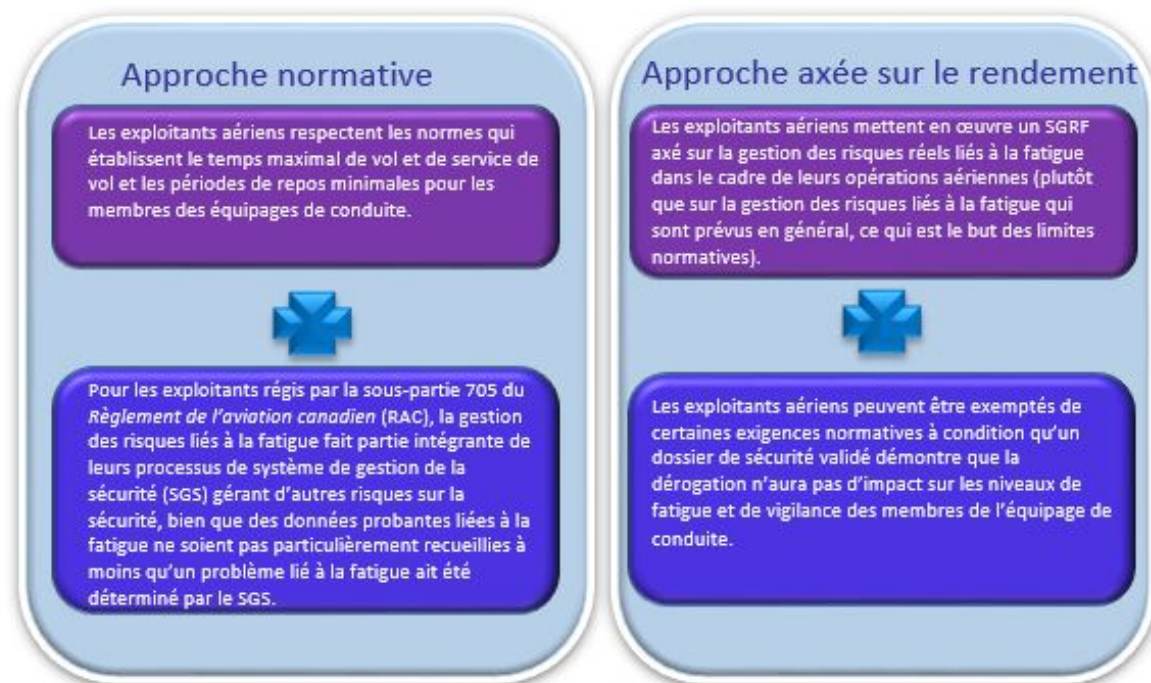 Approche normative
Les exploitants aériens respectent les normes qui
établissent le temps maximal de vol et de service de
vol et les périodes de repos minimales pour les
membres des équipages de conduite.
Pour les exploitants régis par la sous-partie 705 du
Règlement de l’aviation canadien (RAC), la gestion
des risques liés à la fatigue fait partie intégrante de
leurs processus de système de gestion de la
sécurité (SGS) gérant d’autres risques sur la
sécurité, bien que des données probantes liées à la
fatigue ne soient pas particulièrement recueillies à
moins qu’un problème lié à la fatigue ait été
déterminé par le SGS.
Approche axée sur le rendement
Les exploitants aériens mettent en œuvre un SGRF
axé sur la gestion des risques réels liés à la fatigue
dans le cadre de leurs opérations aériennes (plutôt
que sur la gestion des risques liés à la fatigue qui
sont prévus en général, ce qui est le but des limites
normatives).
Les exploitants aériens peuvent être exemptés de
certaines exigences normatives à condition qu’un
dossier de sécurité validé démontre que la
dérogation n’aura pas d’impact sur les niveaux de
fatigue et de vigilance des membres de l’équipage de
conduite.